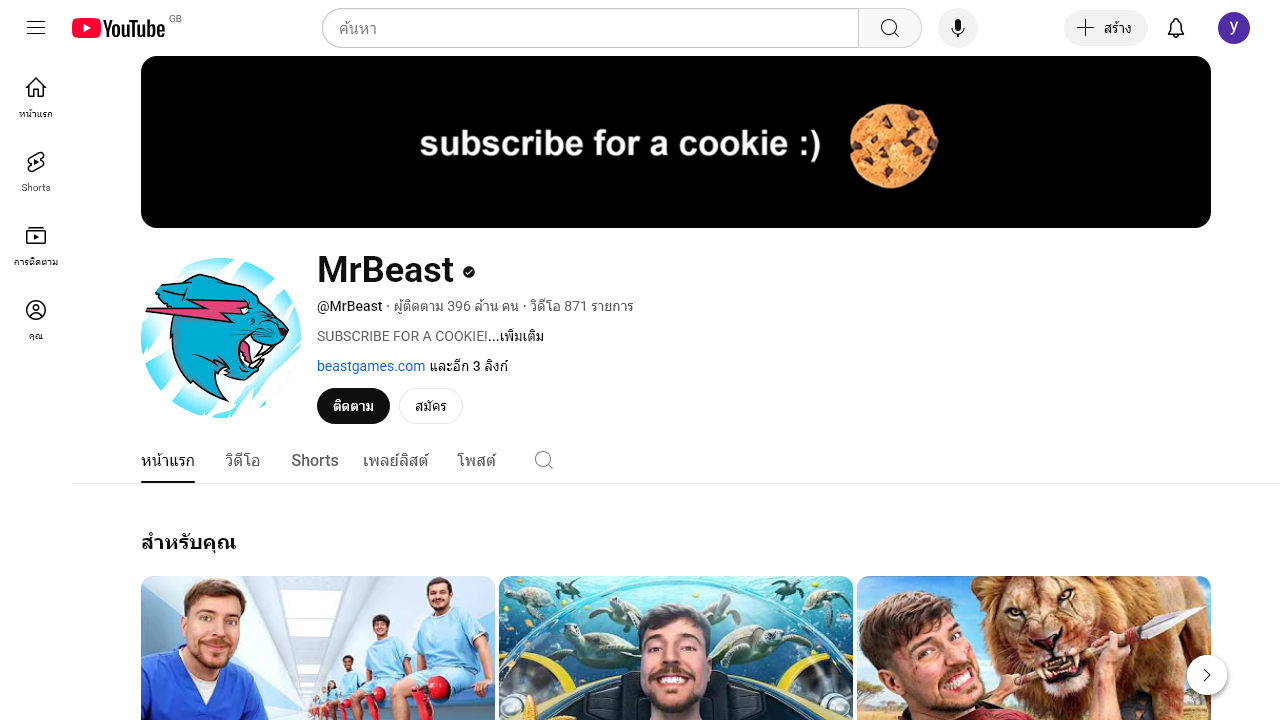 YouTube GB
ค้นหา
สร้าง
y
หน้าแรก
Shorts
การติดตาม
คุณ
subscribe for a cookie :)
MrBeast
@MrBeast · ผู้ติดตาม 396 ล้าน คน · วิดีโอ 871 รายการ
SUBSCRIBE FOR A COOKIE!...เพิ่มเติม
beastgames.com และอีก 3 ลิงก์
ติดตาม สมัคร
หน้าแรก วิดีโอ Shorts เพลย์ลิสต์ โพสต์
สำหรับคุณ